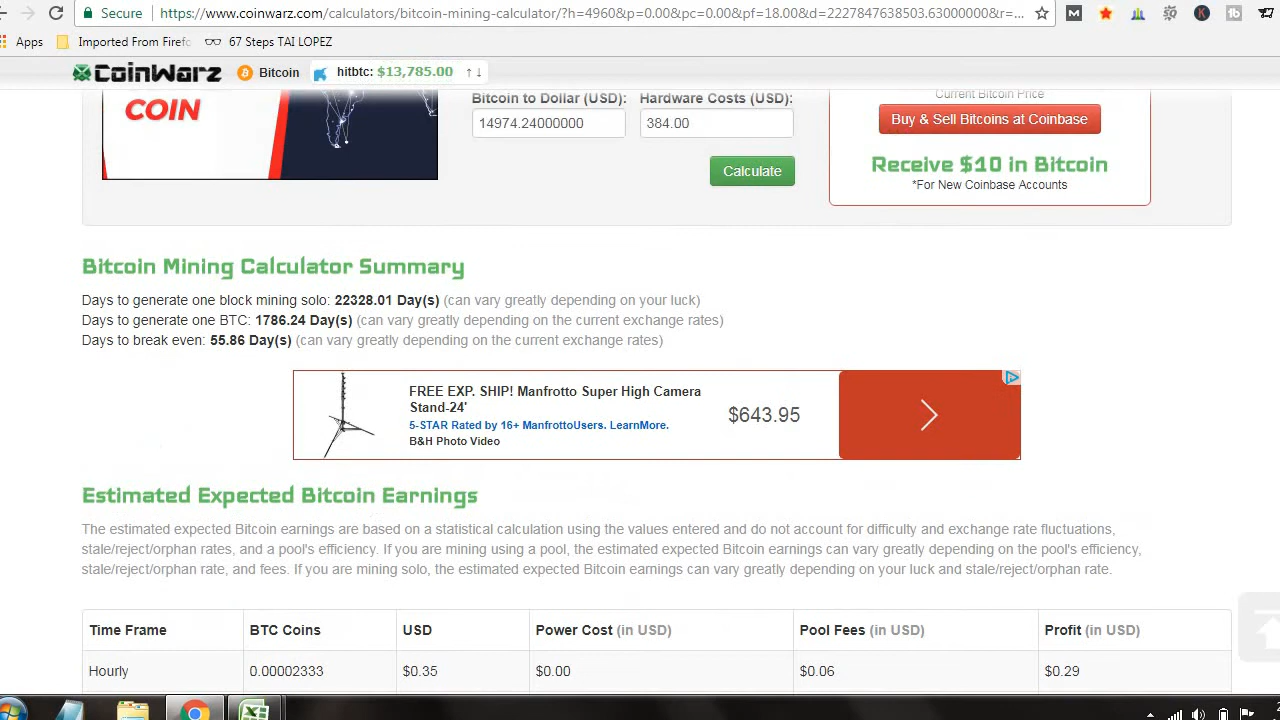 Secure https://www.coinwarz.com/calculators/bitcoin-mining-calculator/?h=4960&p=0.00&pc=0.00&pf=18.00&d=2227847638503.63000000&r=...
Apps Imported From Firefo 67 Steps TAI LOPEZ
CoinWarz Bitcoin hitbtc: $13,785.00 ↑ ↓
COIN
Bitcoin to Dollar (USD): Hardware Costs (USD):
14974.24000000 384.00
Calculate
Current Bitcoin Price
Buy & Sell Bitcoins at Coinbase
Receive $10 in Bitcoin
*For New Coinbase Accounts
Bitcoin Mining Calculator Summary
Days to generate one block mining solo: 22328.01 Day(s) (can vary greatly depending on your luck)
Days to generate one BTC: 1786.24 Day(s) (can vary greatly depending on the current exchange rates)
Days to break even: 55.86 Day(s) (can vary greatly depending on the current exchange rates)
FREE EXP. SHIP! Manfrotto Super High Camera
Stand-24'
5-STAR Rated by 16+ ManfrottoUsers. LearnMore.
B&H Photo Video
$643.95
Estimated Expected Bitcoin Earnings
The estimated expected Bitcoin earnings are based on a statistical calculation using the values entered and do not account for difficulty and exchange rate fluctuations,
stale/reject/orphan rates, and a pool's efficiency. If you are mining using a pool, the estimated expected Bitcoin earnings can vary greatly depending on the pool's efficiency,
stale/reject/orphan rate, and fees. If you are mining solo, the estimated expected Bitcoin earnings can vary greatly depending on your luck and stale/reject/orphan rate.
Time Frame BTC Coins USD Power Cost (in USD) Pool Fees (in USD) Profit (in USD)
Hourly 0.00002333 $0.35 $0.00 $0.06 $0.29